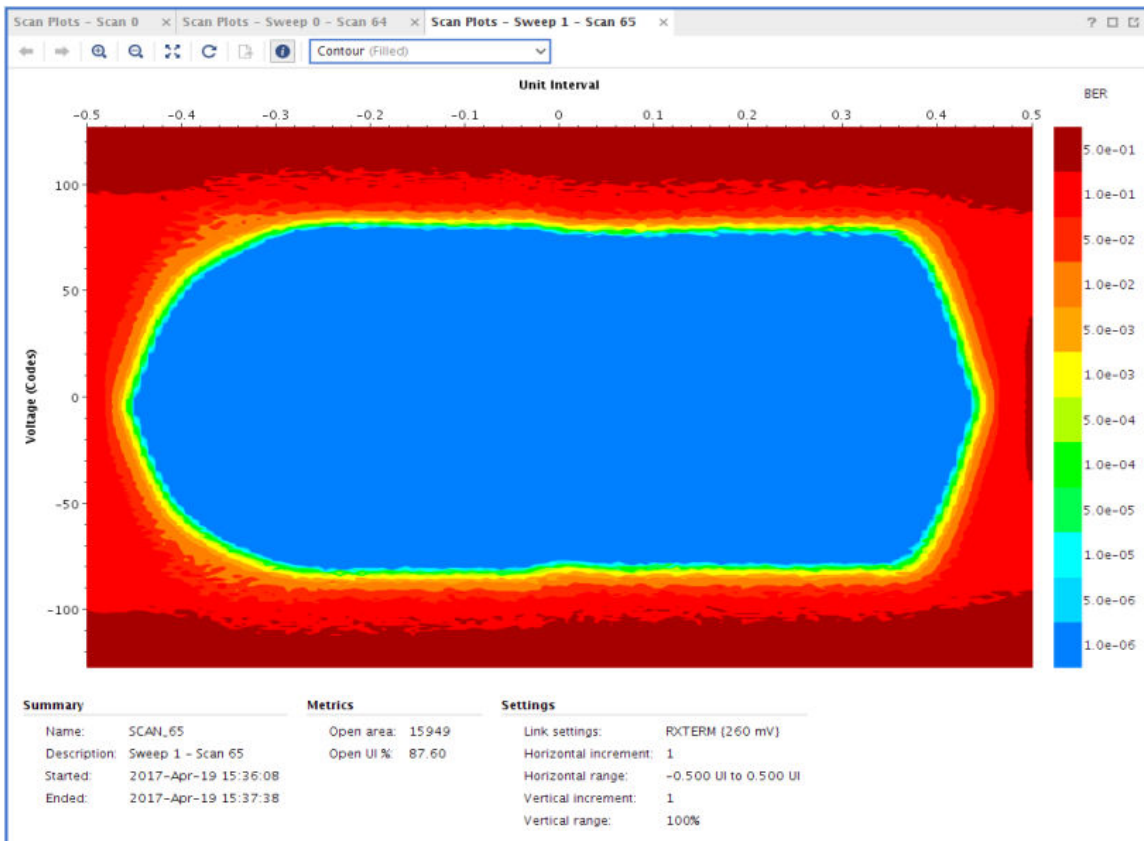 Scan Plots - Scan 0 × Scan Plots - Sweep 0 - Scan 64 × Scan Plots - Sweep 1 - Scan 65 × ?
Contour (Filled)
Unit Interval
BER
-0.5 -0.4 -0.3 -0.2 -0.1 0 0.1 0.2 0.3 0.4 0.5
Voltage (Codes)
100
50
0
-50
-100
5.0e-01
1.0e-01
5.0e-02
1.0e-02
5.0e-03
1.0e-03
5.0e-04
1.0e-04
5.0e-05
1.0e-05
5.0e-06
1.0e-06
Summary
Name: SCAN_65
Description: Sweep 1 - Scan 65
Started: 2017-Apr-19 15:36:08
Ended: 2017-Apr-19 15:37:38
Metrics
Open area: 15949
Open UI %: 87.60
Settings
Link settings: RXTERM (260 mV)
Horizontal increment: 1
Horizontal range: -0.500 UI to 0.500 UI
Vertical increment: 1
Vertical range: 100%